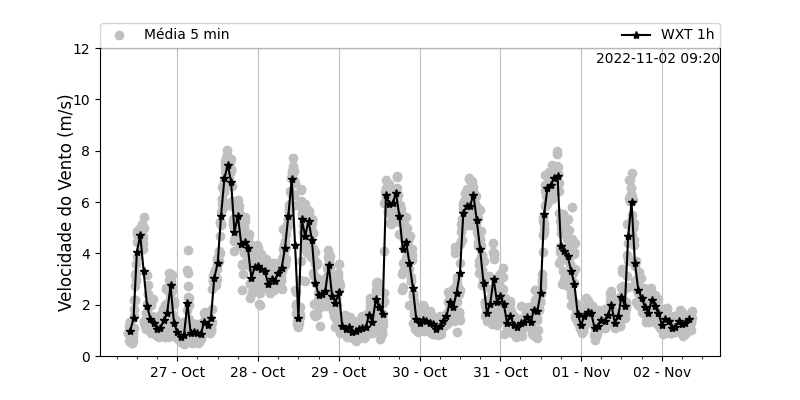 Média 5 min
WXT 1h
2022-11-02 09:20
Velocidade do Vento (m/s)
12
10
8
6
4
2
0
27 - Oct
28 - Oct
29 - Oct
30 - Oct
31 - Oct
01 - Nov
02 - Nov